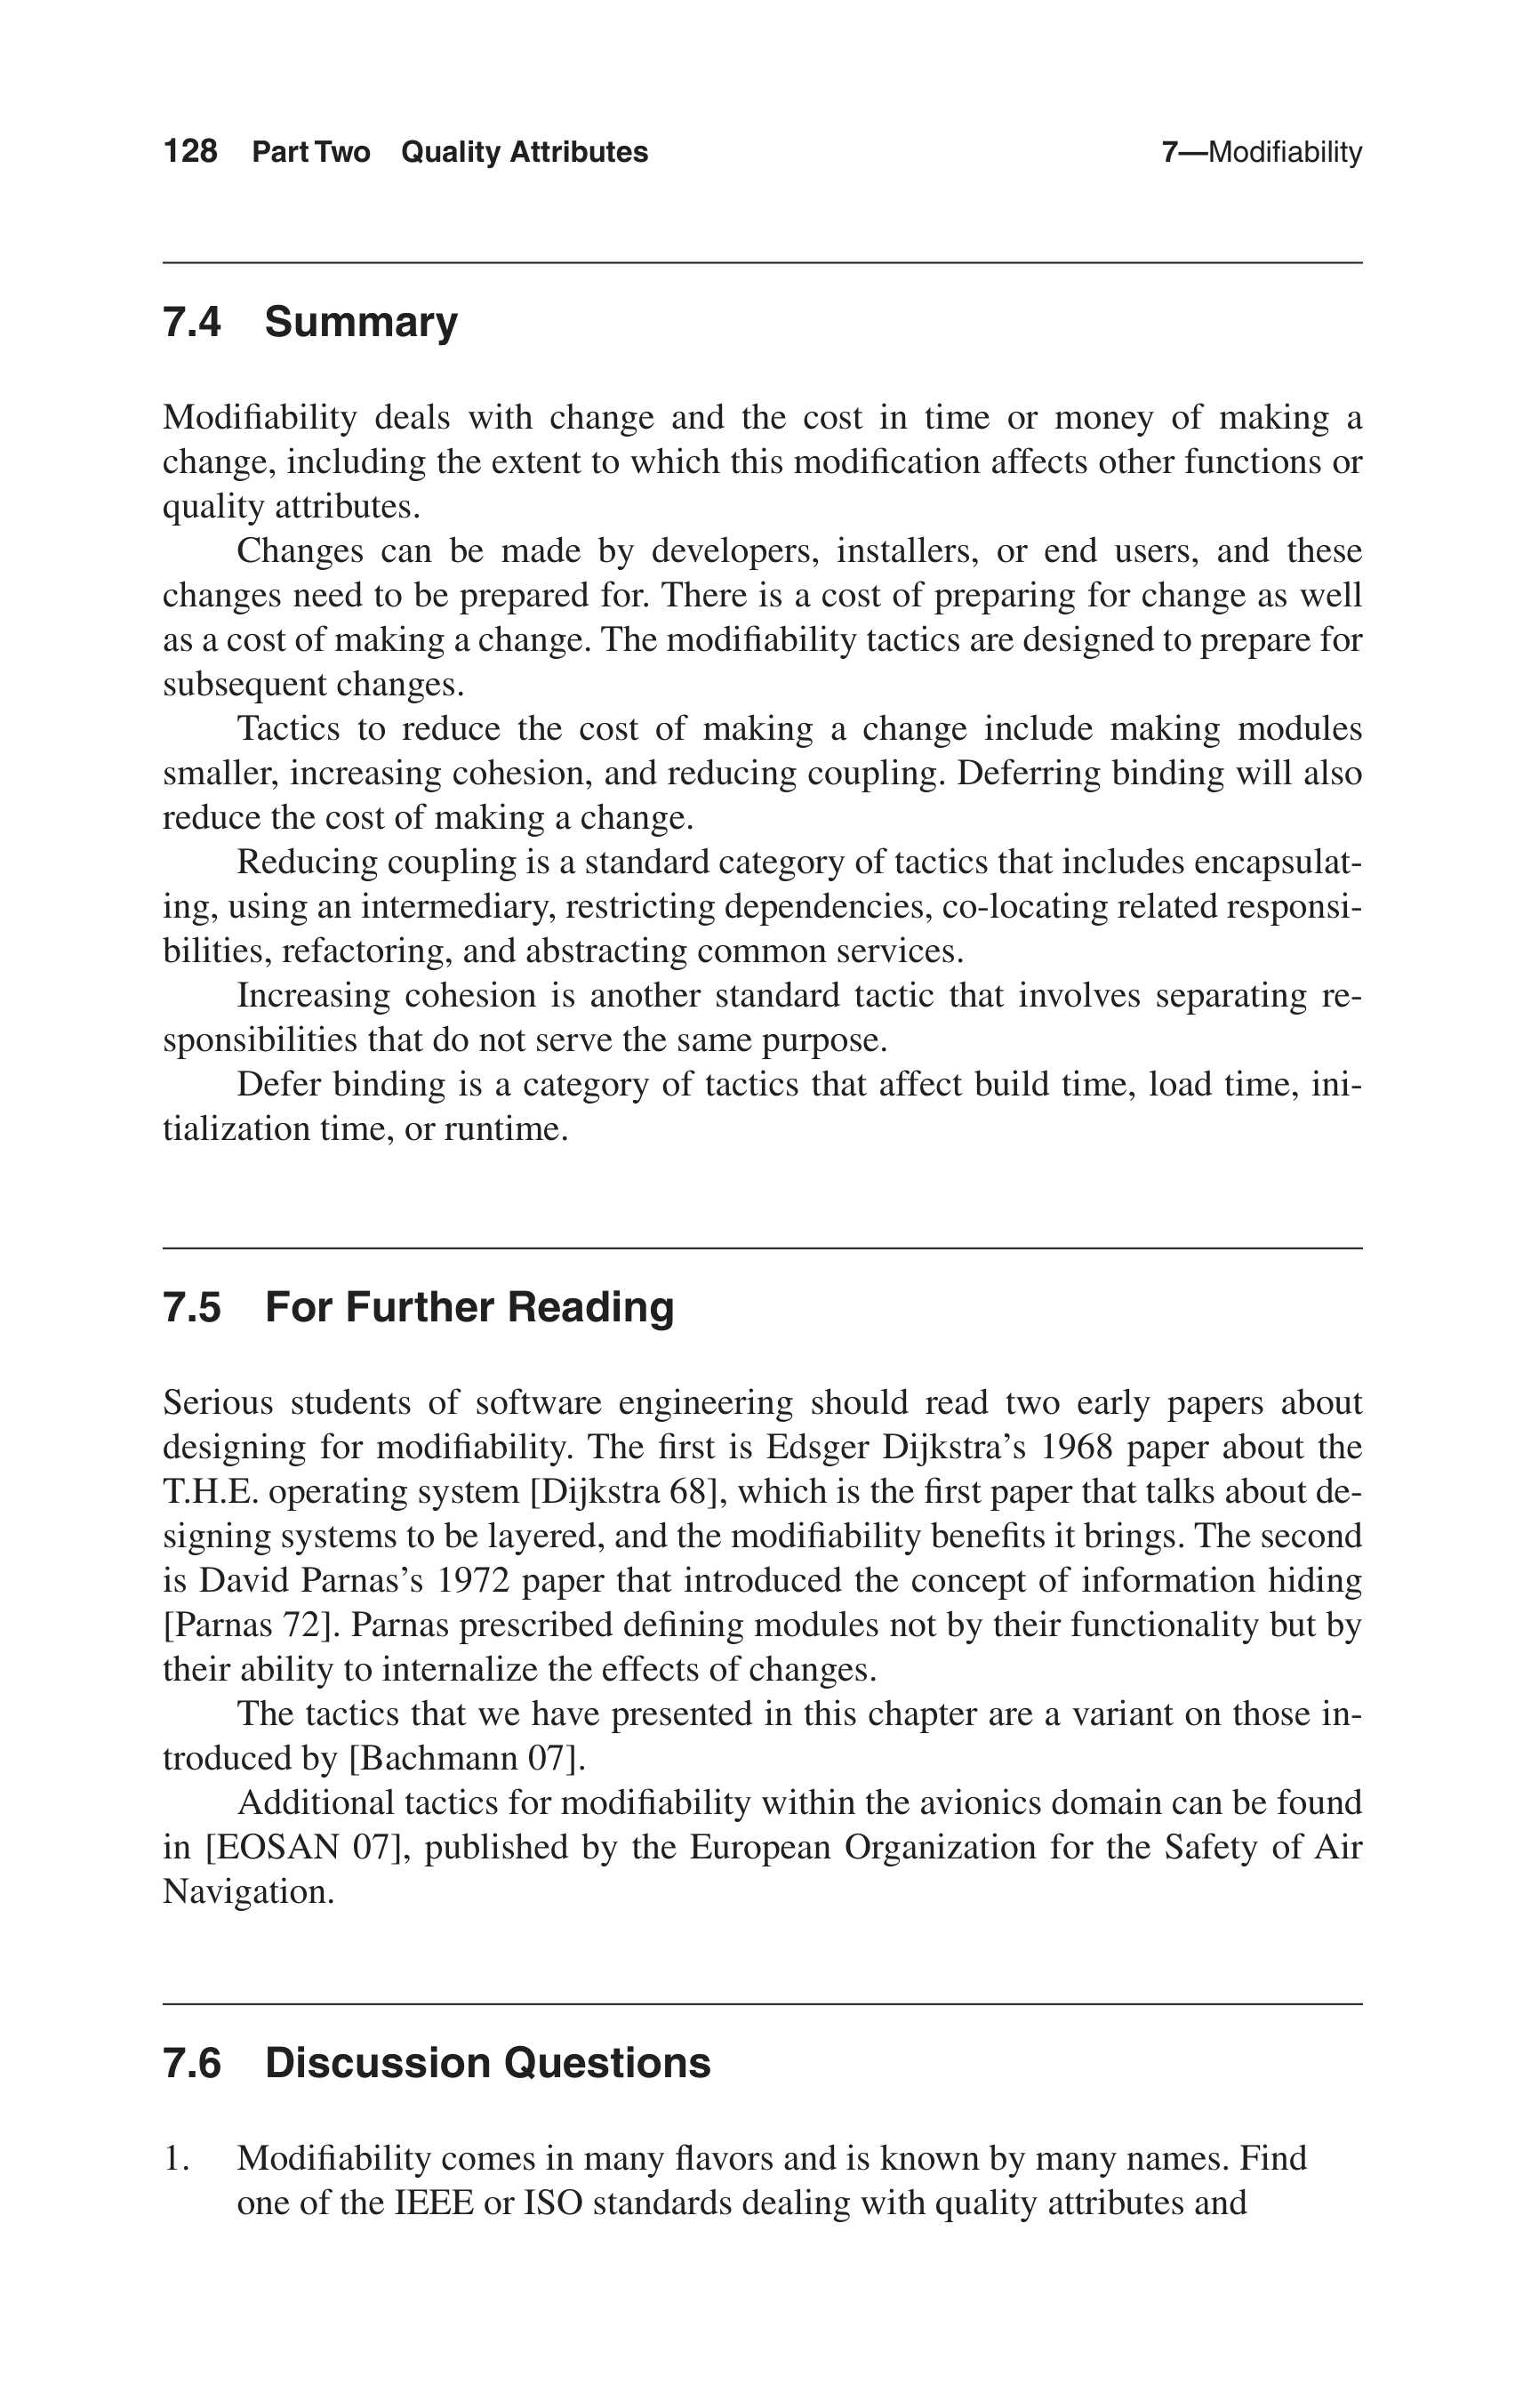 128 Part Two Quality Attributes 7—Modifiability
7.4 Summary
Modifiability deals with change and the cost in time or money of making a
change, including the extent to which this modification affects other functions or
quality attributes.
Changes can be made by developers, installers, or end users, and these
changes need to be prepared for. There is a cost of preparing for change as well
as a cost of making a change. The modifiability tactics are designed to prepare for
subsequent changes.
Tactics to reduce the cost of making a change include making modules
smaller, increasing cohesion, and reducing coupling. Deferring binding will also
reduce the cost of making a change.
Reducing coupling is a standard category of tactics that includes encapsulat-
ing, using an intermediary, restricting dependencies, co-locating related responsi-
bilities, refactoring, and abstracting common services.
Increasing cohesion is another standard tactic that involves separating re-
sponsibilities that do not serve the same purpose.
Defer binding is a category of tactics that affect build time, load time, ini-
tialization time, or runtime.
7.5 For Further Reading
Serious students of software engineering should read two early papers about
designing for modifiability. The first is Edsger Dijkstra’s 1968 paper about the
T.H.E. operating system [Dijkstra 68], which is the first paper that talks about de-
signing systems to be layered, and the modifiability benefits it brings. The second
is David Parnas’s 1972 paper that introduced the concept of information hiding
[Parnas 72]. Parnas prescribed defining modules not by their functionality but by
their ability to internalize the effects of changes.
The tactics that we have presented in this chapter are a variant on those in-
troduced by [Bachmann 07].
Additional tactics for modifiability within the avionics domain can be found
in [EOSAN 07], published by the European Organization for the Safety of Air
Navigation.
7.6 Discussion Questions
1. Modifiability comes in many flavors and is known by many names. Find
one of the IEEE or ISO standards dealing with quality attributes and